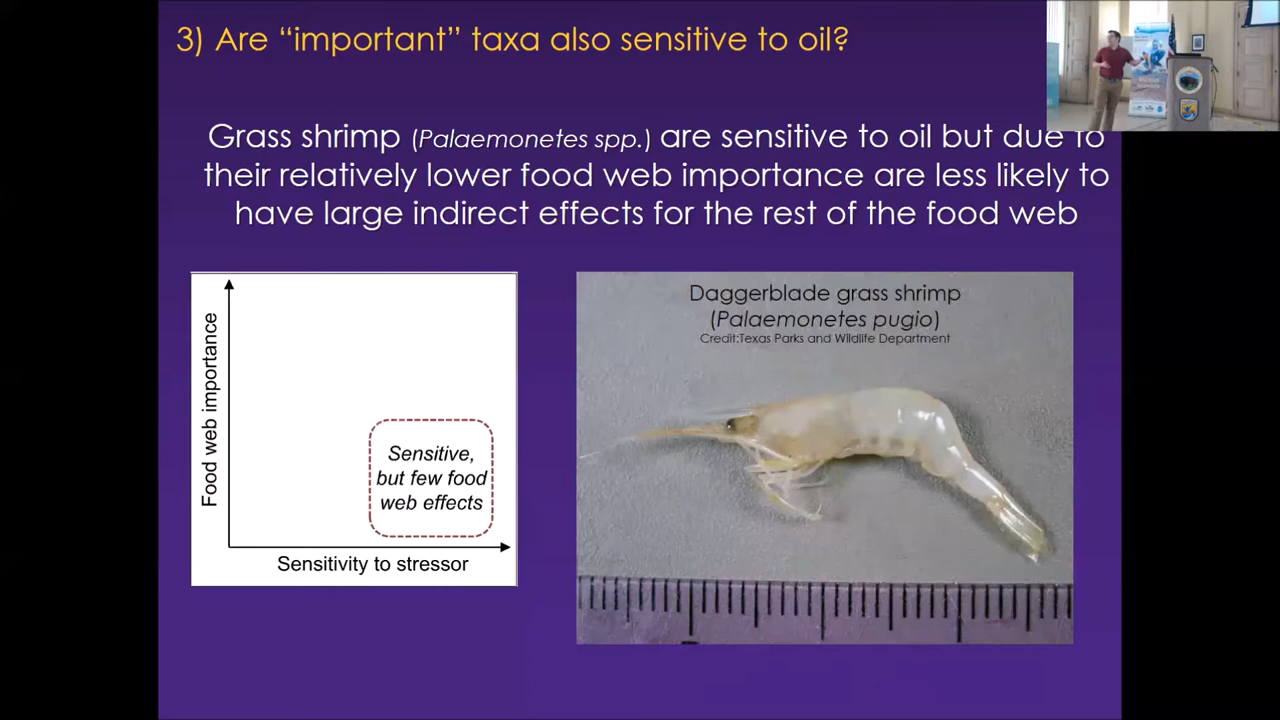 3) Are “important” taxa also sensitive to oil?
Grass shrimp (Palaemonetes spp.) are sensitive to oil but due to
their relatively lower food web importance are less likely to
have large indirect effects for the rest of the food web
Food web importance
Sensitive,
but few food
web effects
Sensitivity to stressor
Daggerblade grass shrimp
(Palaemonetes pugio)
Credit:Texas Parks and Wildlife Department